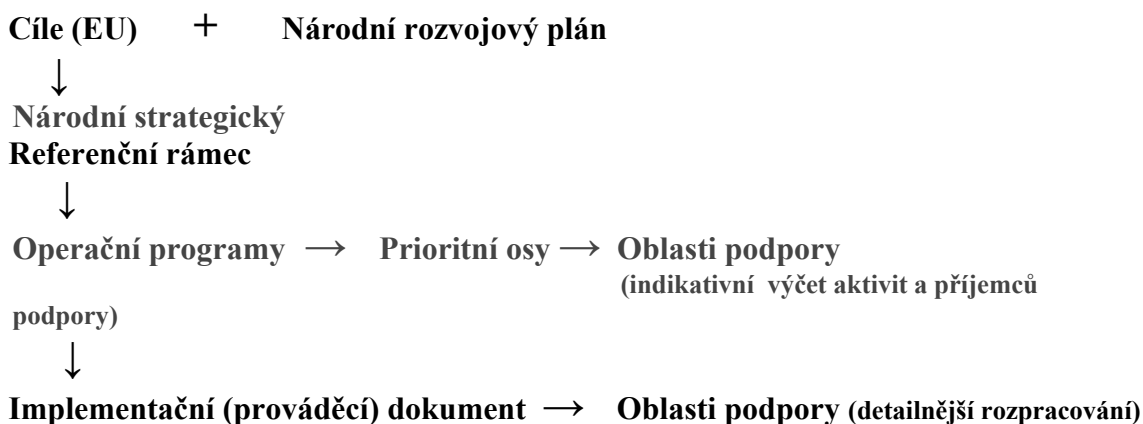 Cíle (EU) + Národní rozvojový plán
↓
Národní strategický
Referenční rámec
↓
Operační programy → Prioritní osy → Oblasti podpory
(indikativní výčet aktivit a příjemců
podpory)
↓
Implementační (prováděcí) dokument → Oblasti podpory (detailnější rozpracování)